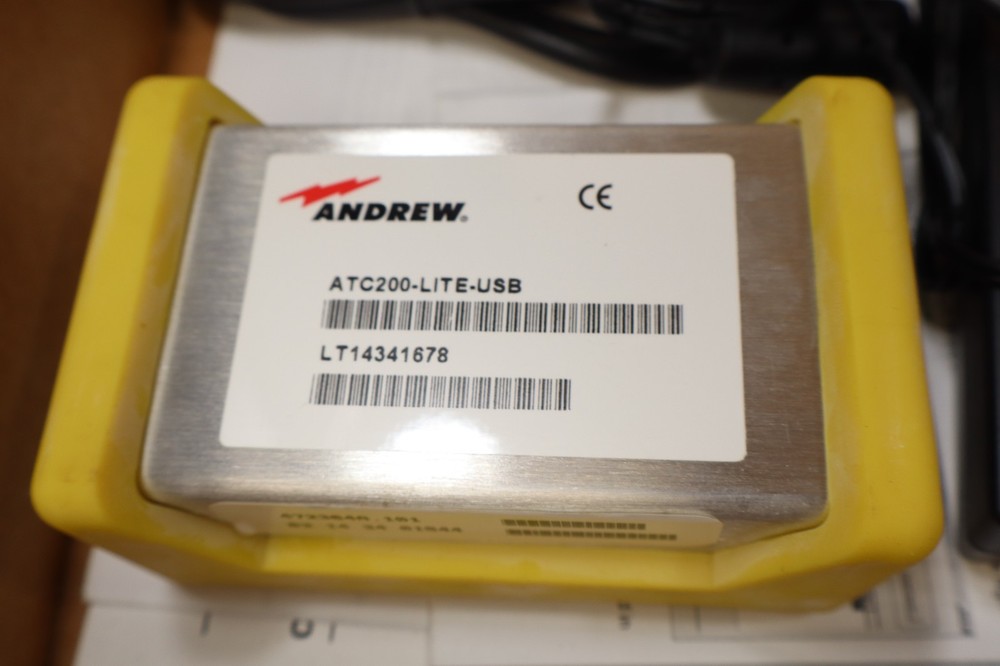 ANDREW.
CE
ATC200-LITE-USB
LT14341678